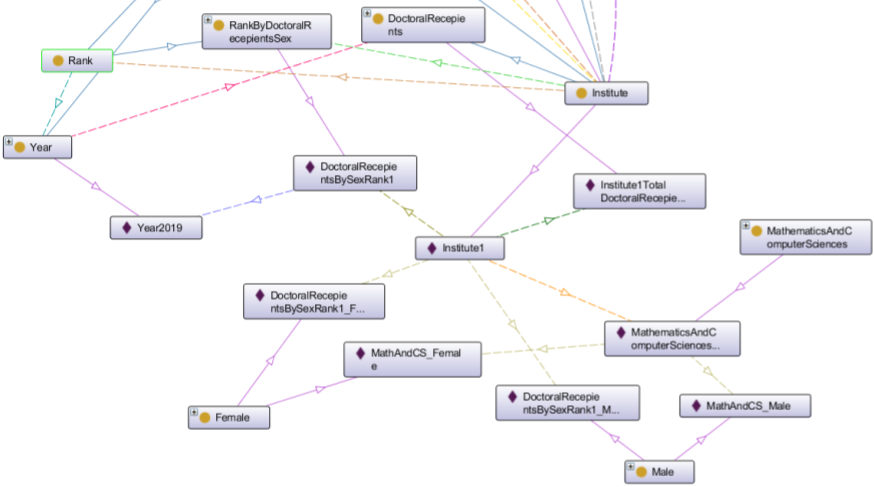 RankByDoctoralR
ecepientsSex
DoctoralRecepie
nts
Rank
Institute
Year
DoctoralRecepie
ntsBySexRank1
Institute1Total
DoctoralRecepie...
Year2019
Institute1
MathematicsAndC
omputerSciences
DoctoralRecepie
ntsBySexRank1_F...
MathematicsAndC
omputerSciences...
MathAndCS_Femal
e
DoctoralRecepie
ntsBySexRank1_M...
MathAndCS_Male
Female
Male